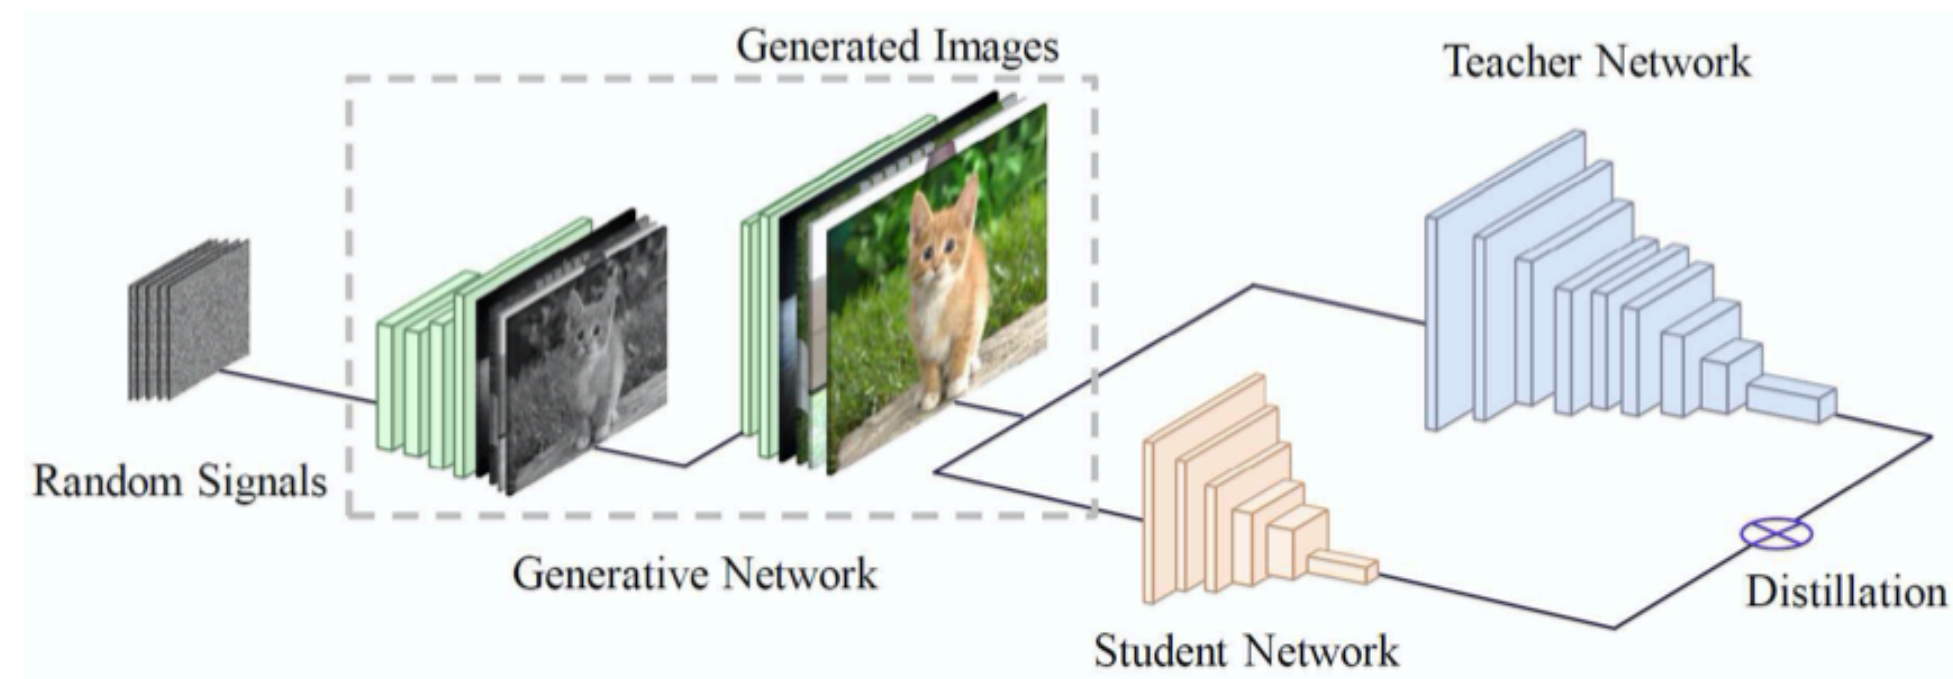 Generated Images
Teacher Network
Random Signals
Generative Network
Distillation
Student Network